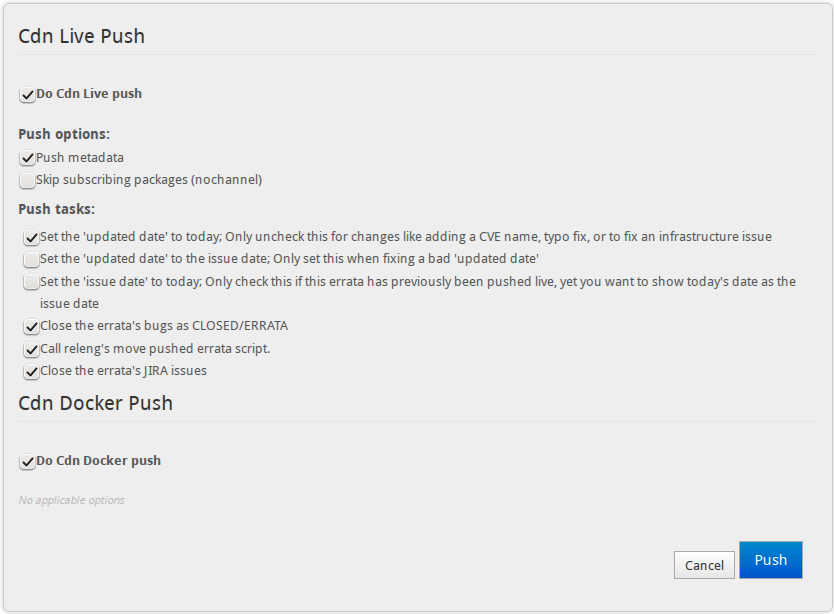 Cdn Live Push
Do Cdn Live push
Push options:
Push metadata
Skip subscribing packages (nochannel)
Push tasks:
Set the 'updated date' to today; Only uncheck this for changes like adding a CVE name, typo fix, or to fix an infrastructure issue
Set the 'updated date' to the issue date; Only set this when fixing a bad 'updated date'
Set the 'issue date' to today; Only check this if this errata has previously been pushed live, yet you want to show today's date as the
issue date
Close the errata's bugs as CLOSED/ERRATA
Call releng's move pushed errata script.
Close the errata's JIRA issues
Cdn Docker Push
Do Cdn Docker push
No applicable options
Cancel
Push